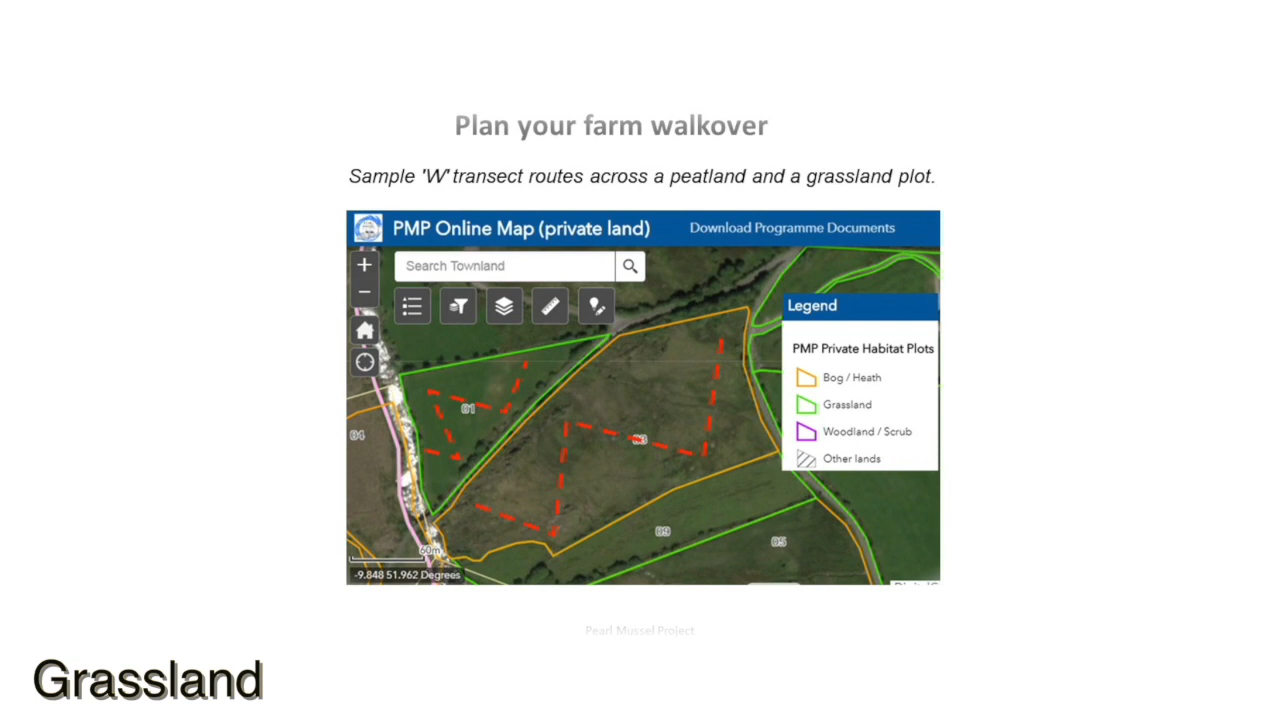 Plan your farm walkover
Sample 'W' transect routes across a peatland and a grassland plot.
PMP Online Map (private land)
Download Programme Documents
+
Search Townland
−
Legend
PMP Private Habitat Plots
Bog / Heath
Grassland
Woodland / Scrub
Other lands
01
04
03
09
05
60m
-9.848 51.962 Degrees
Pearl Mussel Project
Grassland